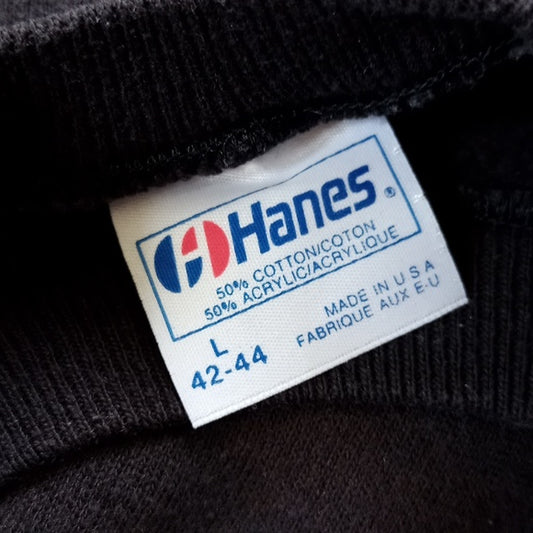 Hanes®
50% COTTON/COTON
50% ACRYLIC/ACRYLIQUE
L
42-44
MADE IN U S A
FABRIQUE AUX E-U